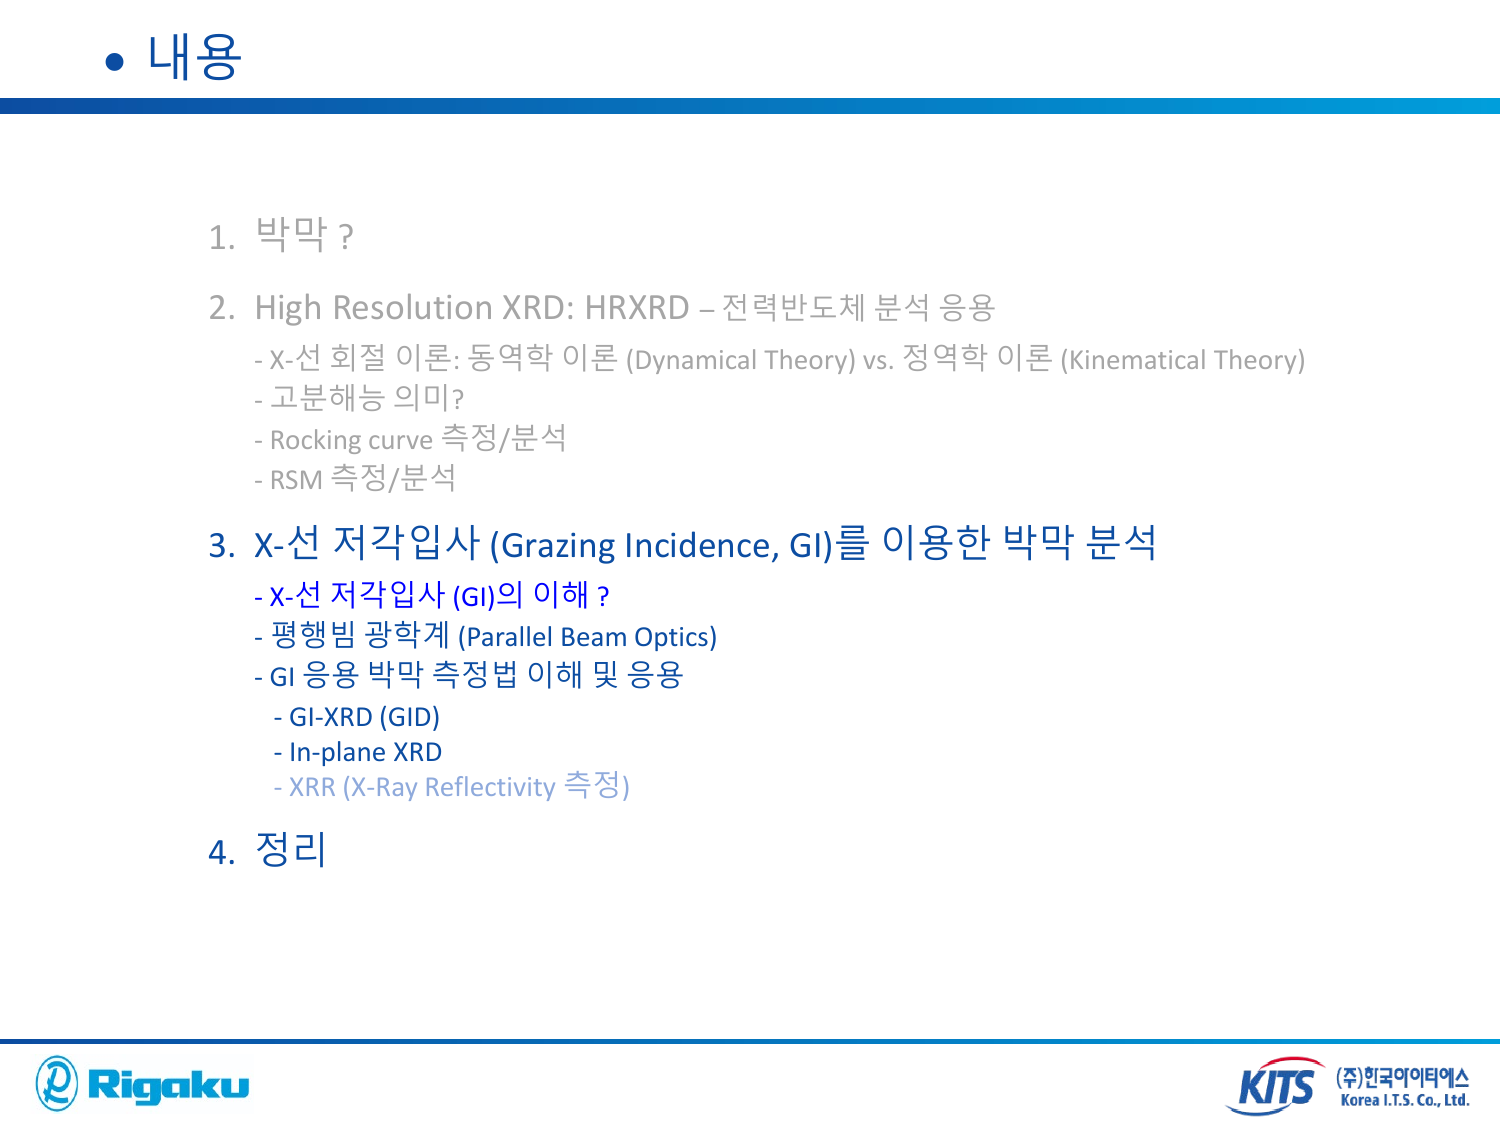 • 내용
1. 박막 ?
2. High Resolution XRD: HRXRD – 전력반도체 분석 응용
- X-선 회절 이론: 동역학 이론 (Dynamical Theory) vs. 정역학 이론 (Kinematical Theory)
- 고분해능 의미?
- Rocking curve 측정/분석
- RSM 측정/분석
3. X-선 저각입사 (Grazing Incidence, GI)를 이용한 박막 분석
- X-선 저각입사 (GI)의 이해 ?
- 평행빔 광학계 (Parallel Beam Optics)
- GI 응용 박막 측정법 이해 및 응용
- GI-XRD (GID)
- In-plane XRD
- XRR (X-Ray Reflectivity 측정)
4. 정리
Rigaku
KITS (주)한국아이티에스
Korea I.T.S. Co., Ltd.